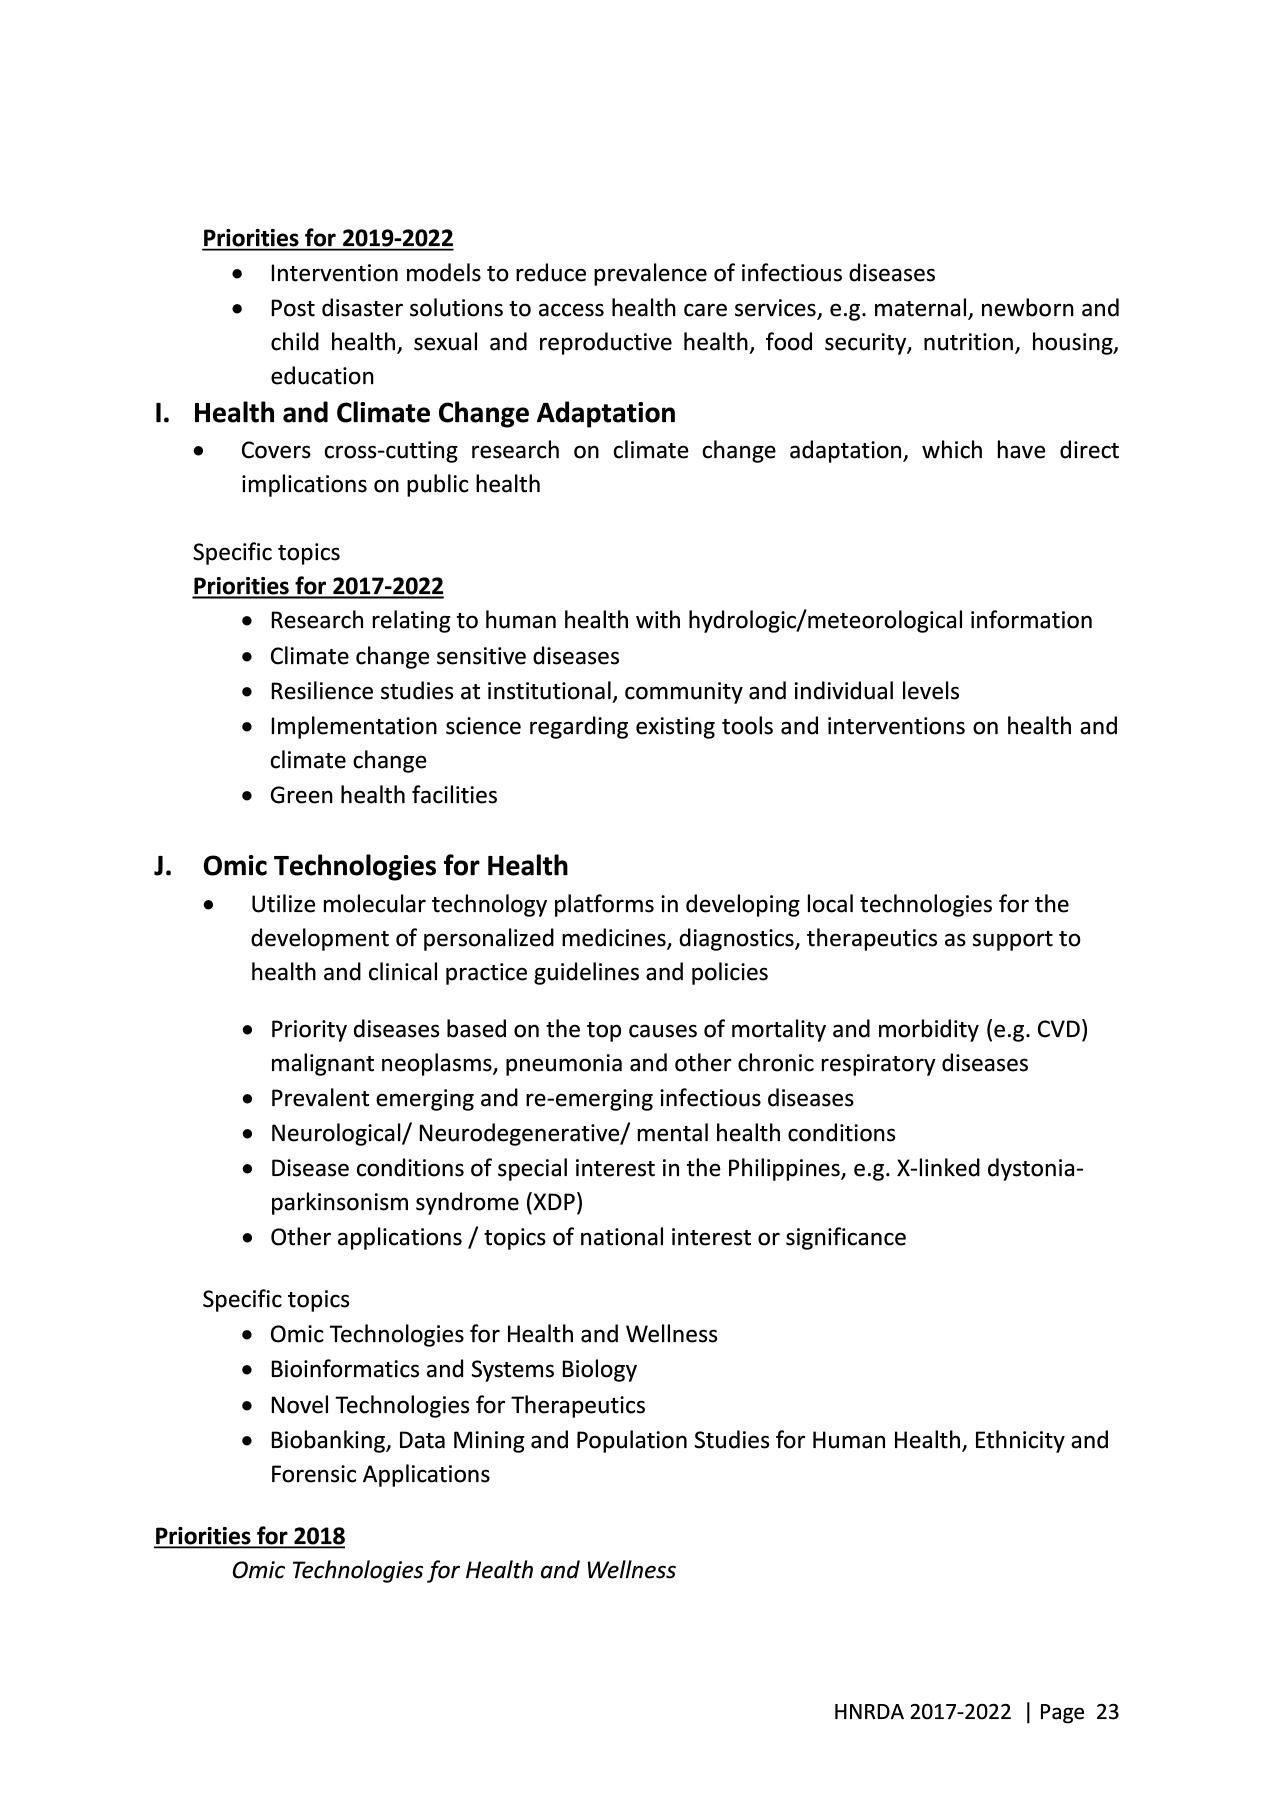 Priorities for 2019-2022
• Intervention models to reduce prevalence of infectious diseases
• Post disaster solutions to access health care services, e.g. maternal, newborn and
child health, sexual and reproductive health, food security, nutrition, housing,
education
I. Health and Climate Change Adaptation
• Covers cross-cutting research on climate change adaptation, which have direct
implications on public health
Specific topics
Priorities for 2017-2022
• Research relating to human health with hydrologic/meteorological information
• Climate change sensitive diseases
• Resilience studies at institutional, community and individual levels
• Implementation science regarding existing tools and interventions on health and
climate change
• Green health facilities
J. Omic Technologies for Health
• Utilize molecular technology platforms in developing local technologies for the
development of personalized medicines, diagnostics, therapeutics as support to
health and clinical practice guidelines and policies
• Priority diseases based on the top causes of mortality and morbidity (e.g. CVD)
malignant neoplasms, pneumonia and other chronic respiratory diseases
• Prevalent emerging and re-emerging infectious diseases
• Neurological/ Neurodegenerative/ mental health conditions
• Disease conditions of special interest in the Philippines, e.g. X-linked dystonia-
parkinsonism syndrome (XDP)
• Other applications / topics of national interest or significance
Specific topics
• Omic Technologies for Health and Wellness
• Bioinformatics and Systems Biology
• Novel Technologies for Therapeutics
• Biobanking, Data Mining and Population Studies for Human Health, Ethnicity and
Forensic Applications
Priorities for 2018
Omic Technologies for Health and Wellness
HNRDA 2017-2022 | Page 23